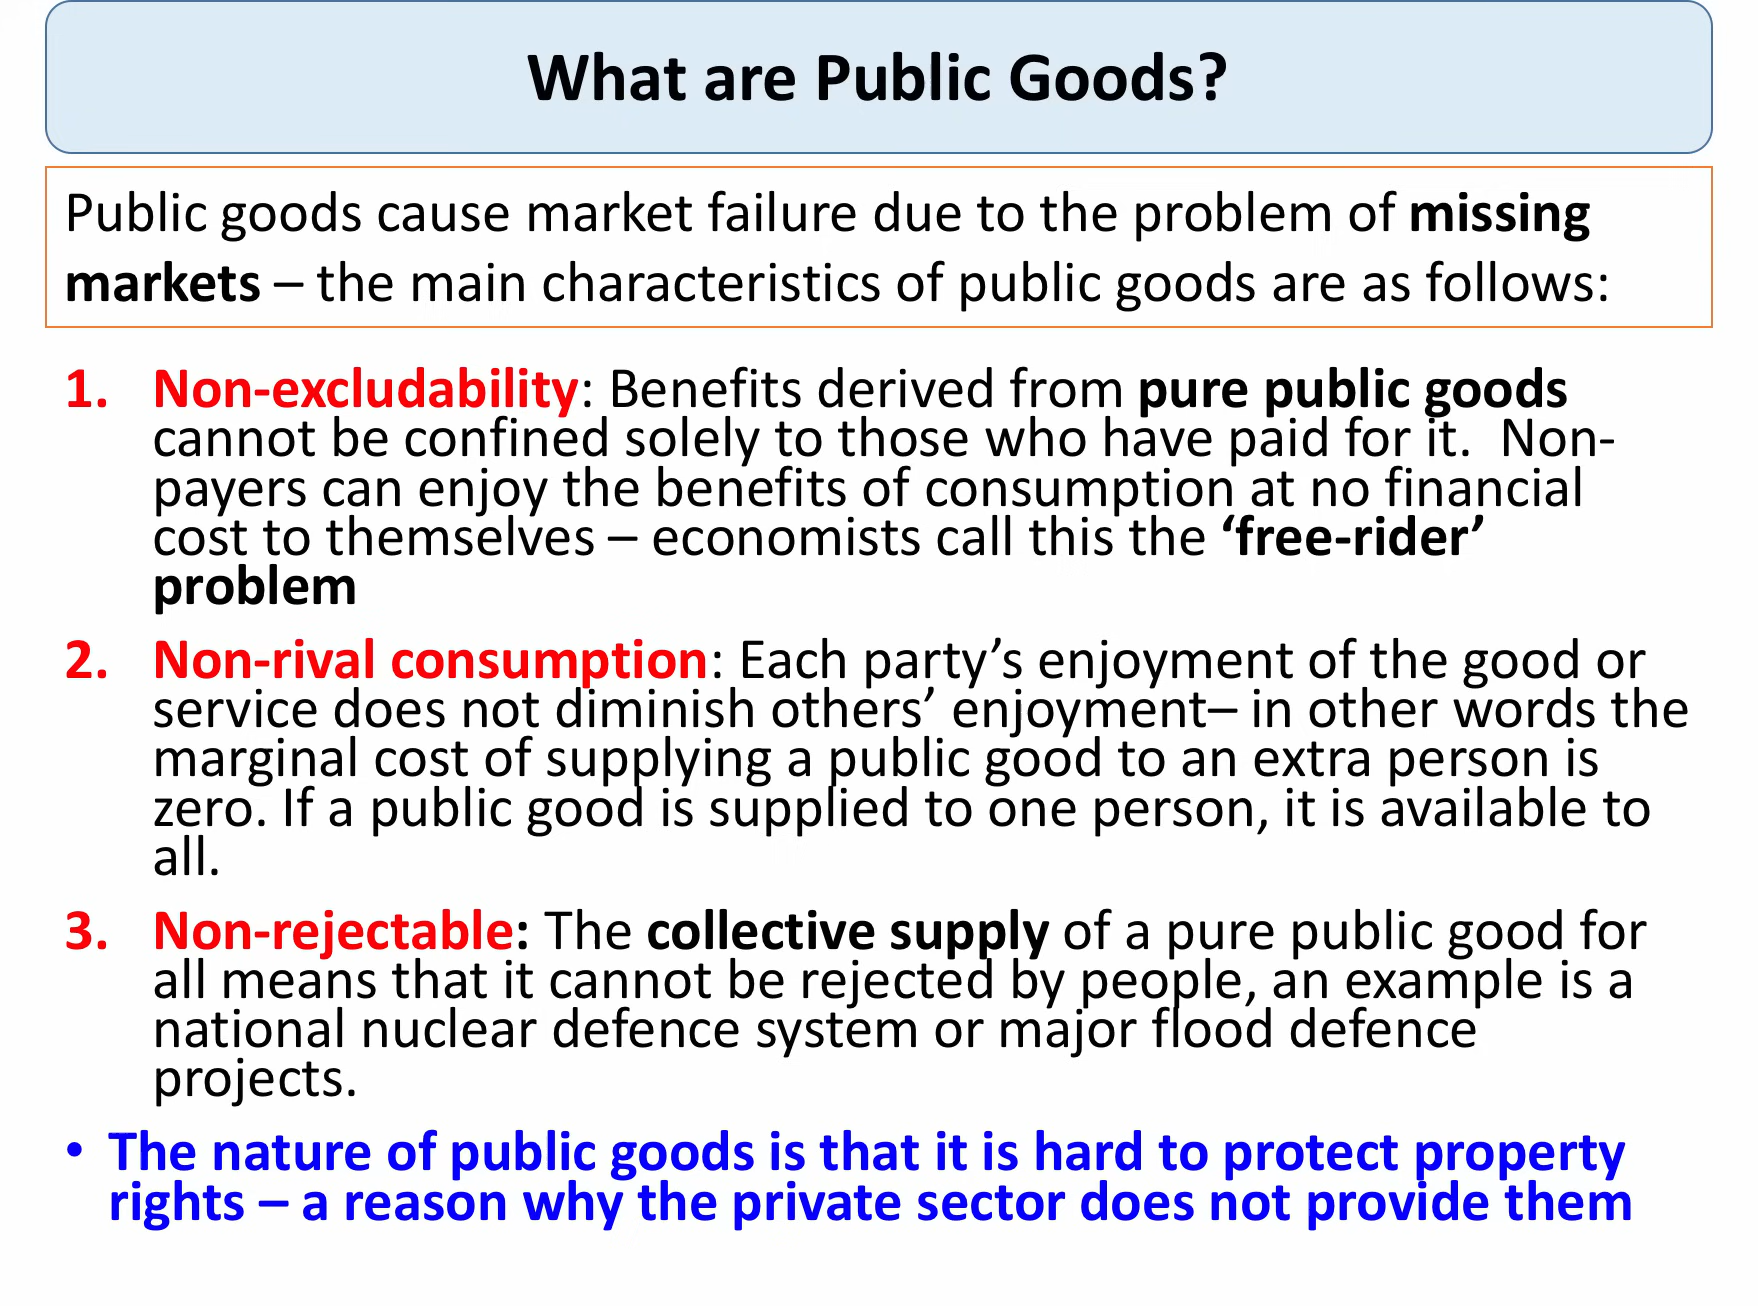 What are Public Goods?
Public goods cause market failure due to the problem of missing
markets – the main characteristics of public goods are as follows:
1. Non-excludability: Benefits derived from pure public goods
cannot be confined solely to those who have paid for it.  Non-
payers can enjoy the benefits of consumption at no financial
cost to themselves – economists call this the ‘free-rider’
problem
2. Non-rival consumption: Each party’s enjoyment of the good or
service does not diminish others’ enjoyment– in other words the
marginal cost of supplying a public good to an extra person is
zero. If a public good is supplied to one person, it is available to
all.
3. Non-rejectable: The collective supply of a pure public good for
all means that it cannot be rejected by people, an example is a
national nuclear defence system or major flood defence
projects.
• The nature of public goods is that it is hard to protect property
rights – a reason why the private sector does not provide them